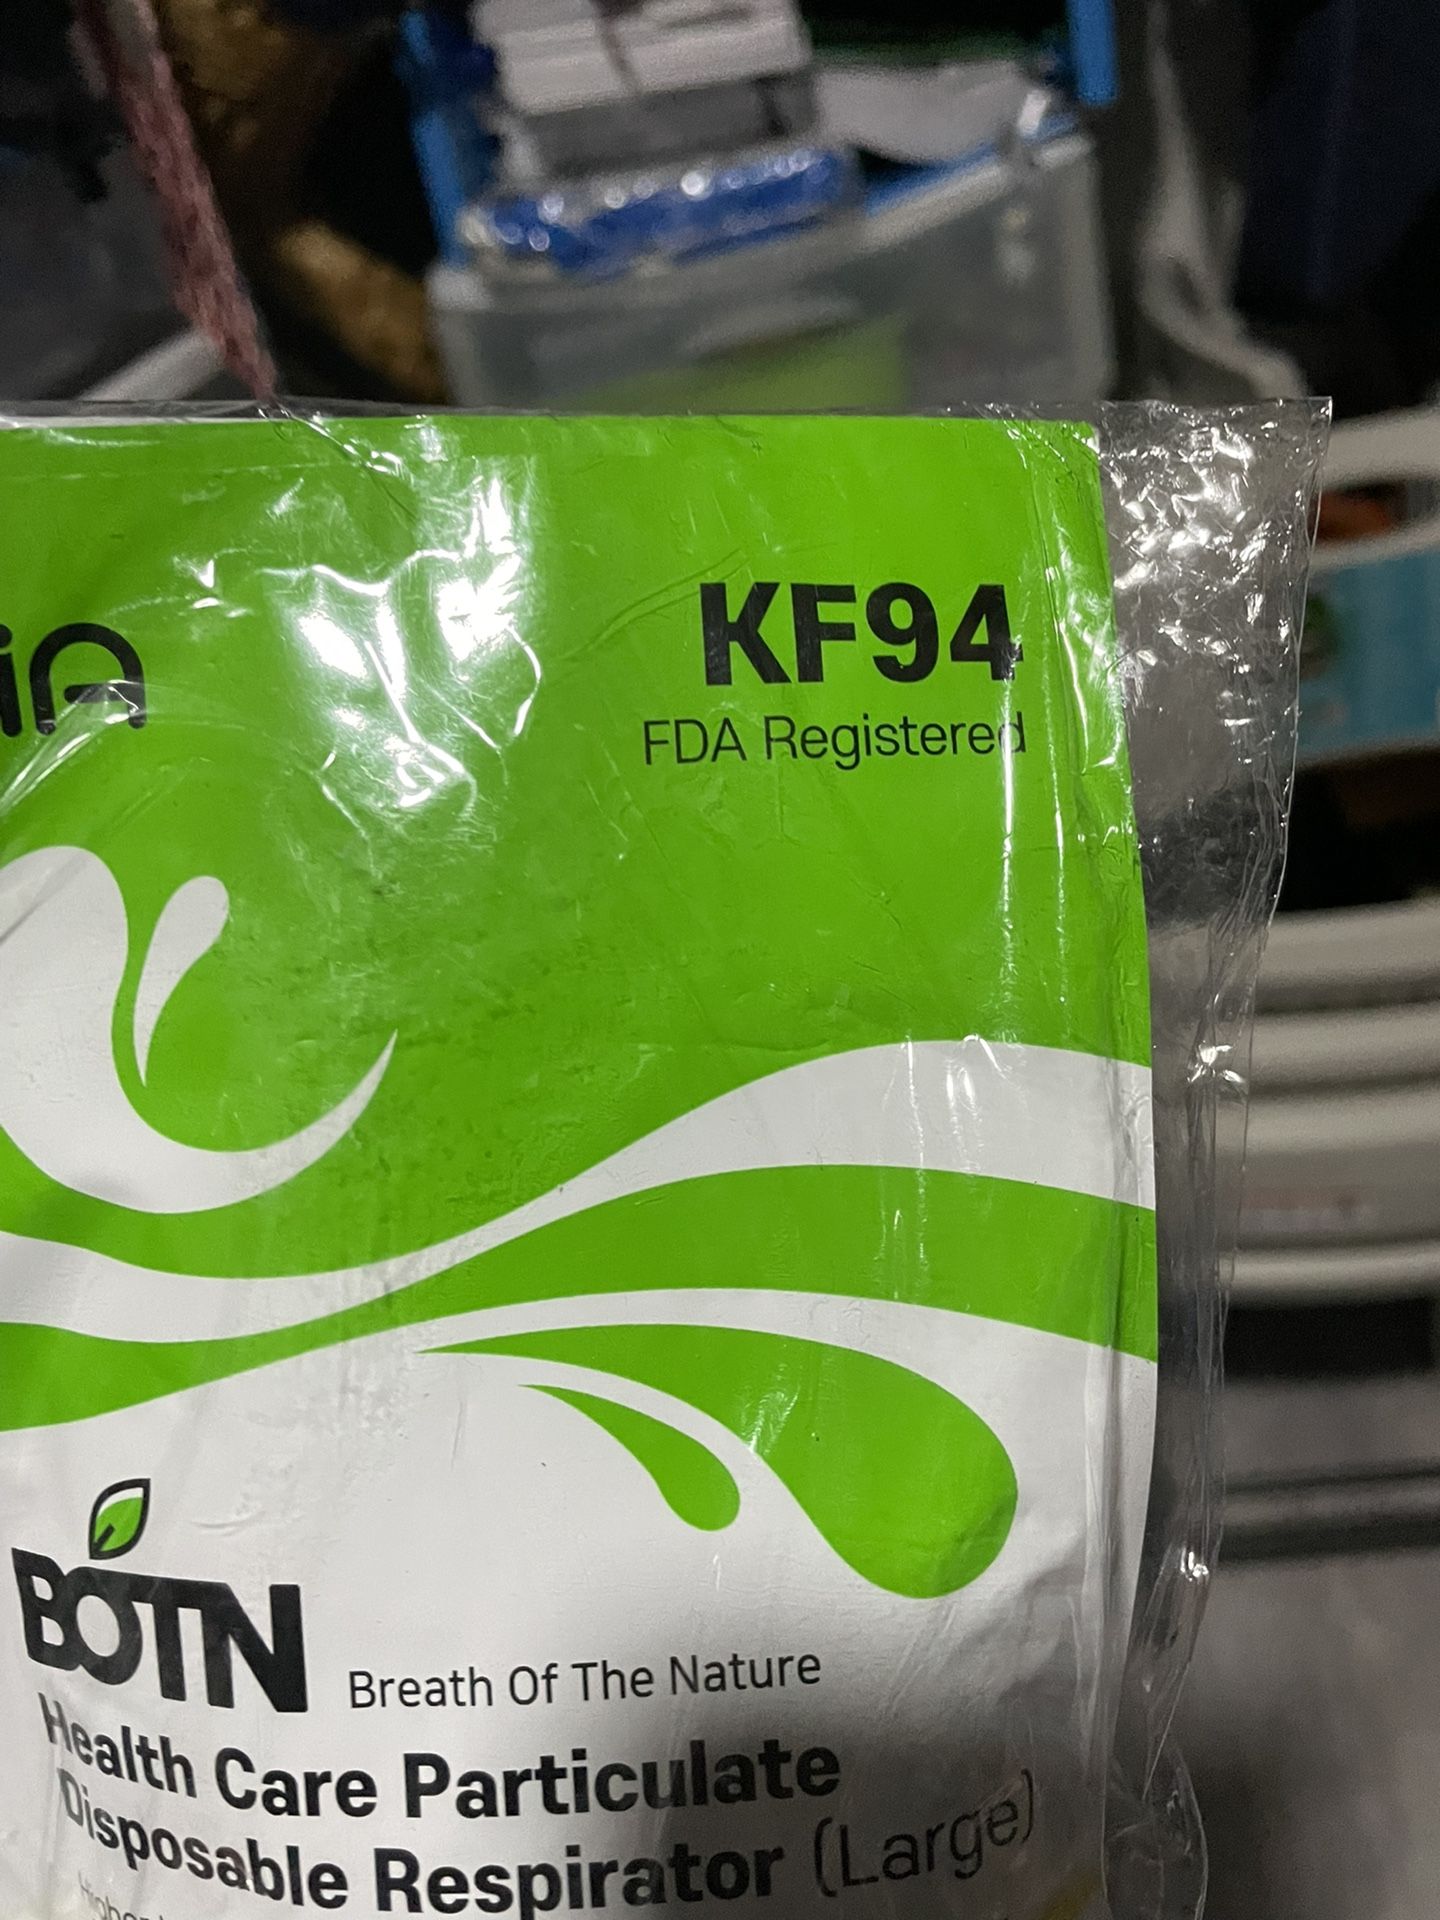 KF94
FDA Registered
BOTN
Breath Of The Nature
Health Care Particulate
Disposable Respirator (Large)